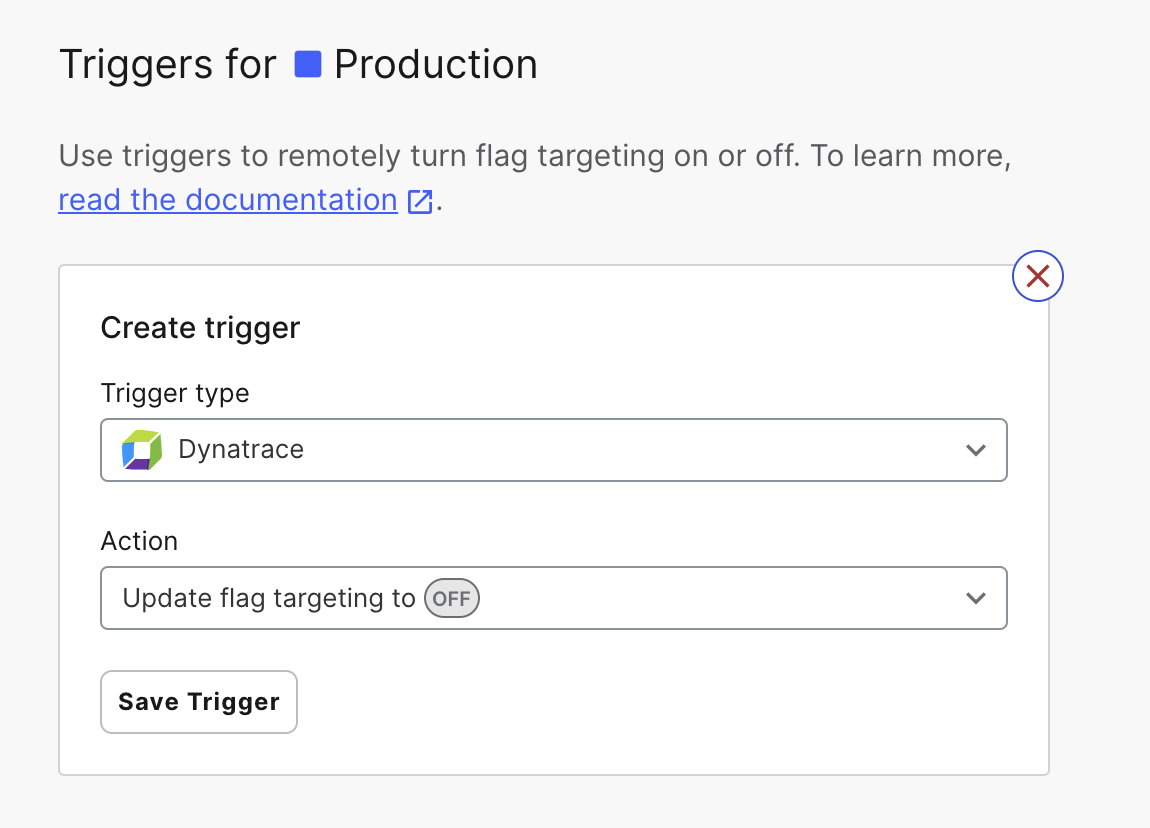 Triggers for Production
Use triggers to remotely turn flag targeting on or off. To learn more,
read the documentation.
Create trigger
Trigger type
Dynatrace
Action
Update flag targeting to OFF
Save Trigger